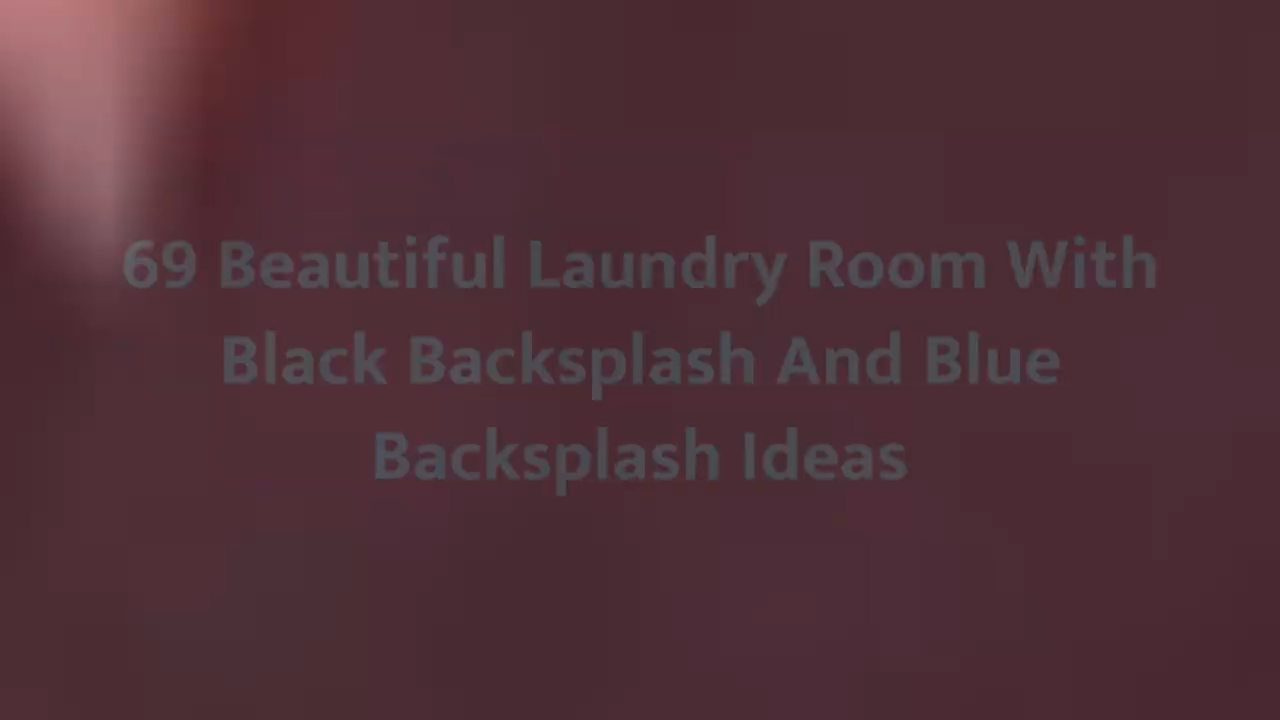 69 Beautiful Laundry Room With
Black Backsplash And Blue
Backsplash Ideas